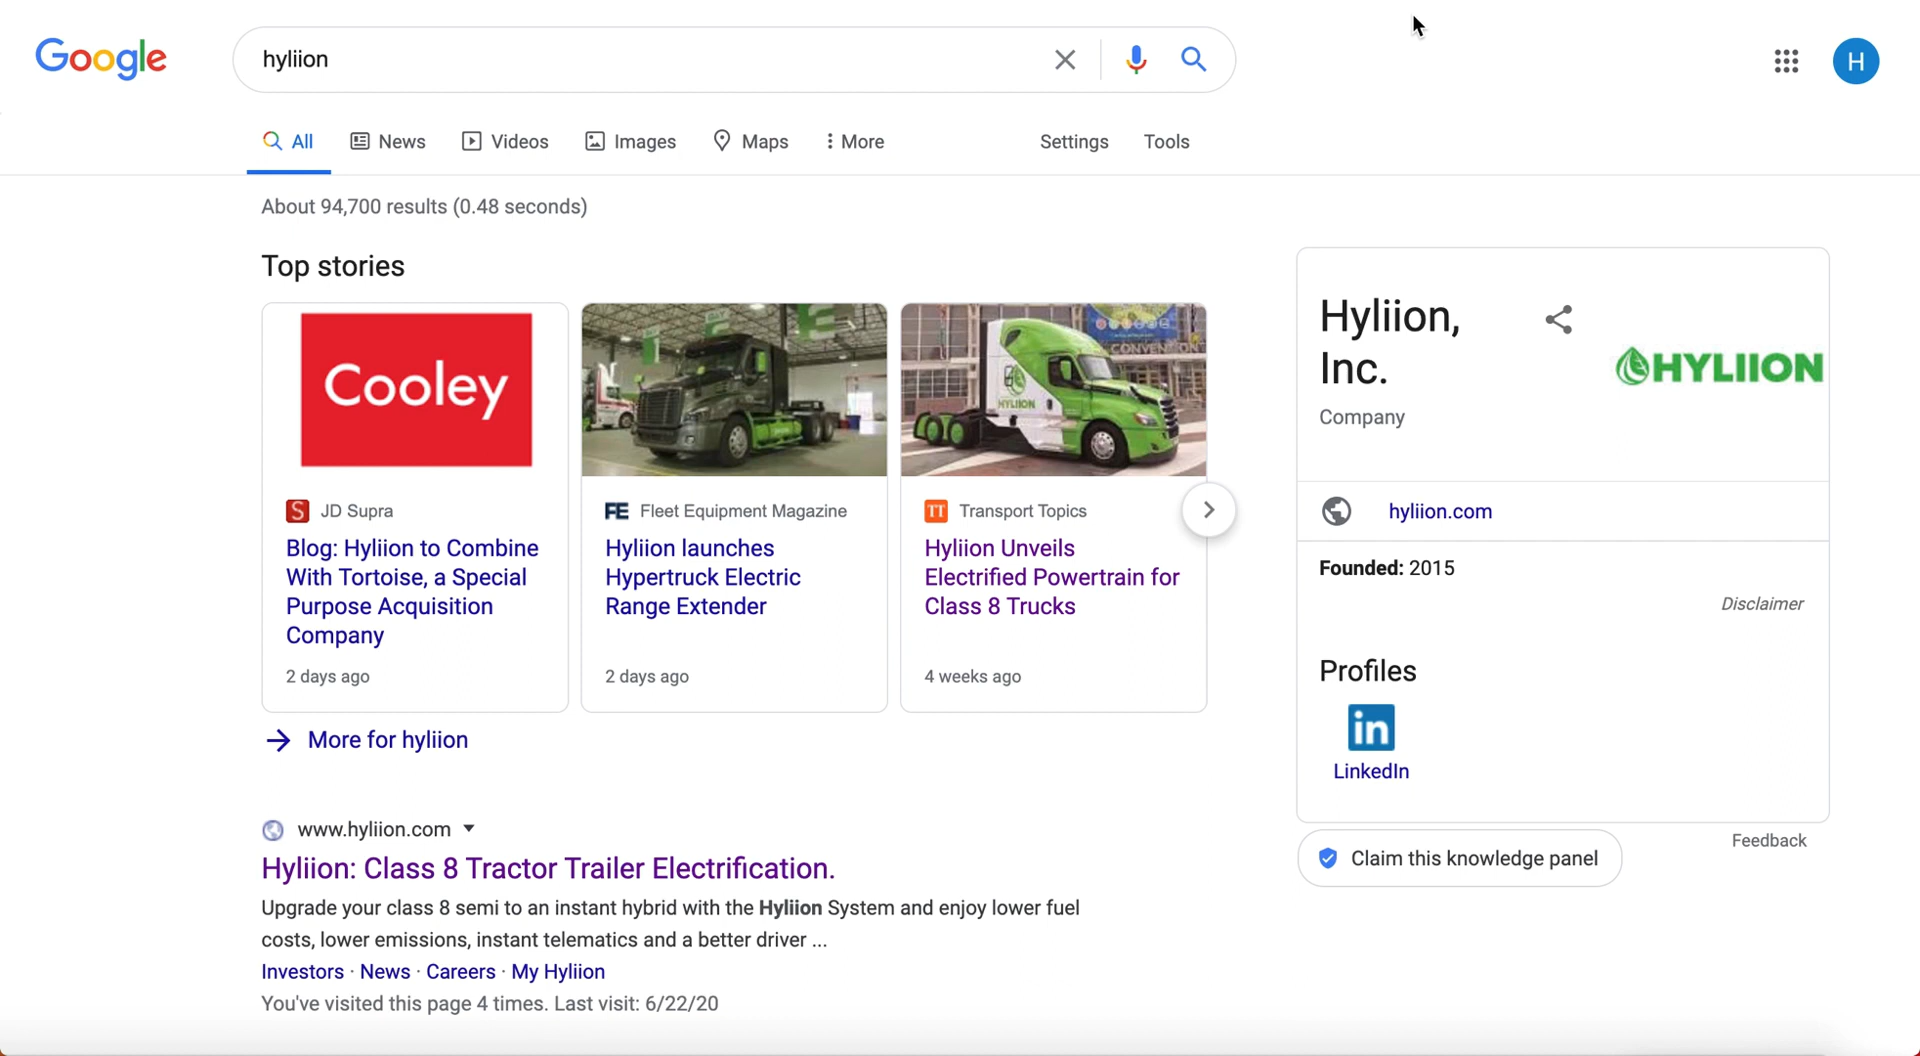 Google
hyliion
H
All
News
Videos
Images
Maps
More
Settings
Tools
About 94,700 results (0.48 seconds)
Top stories
Cooley
S JD Supra
Blog: Hyliion to Combine
With Tortoise, a Special
Purpose Acquisition
Company
2 days ago
FE Fleet Equipment Magazine
Hyliion launches
Hypertruck Electric
Range Extender
2 days ago
CONVENTION
HYLIION
TT Transport Topics
Hyliion Unveils
Electrified Powertrain for
Class 8 Trucks
4 weeks ago
More for hyliion
www.hyliion.com
Hyliion: Class 8 Tractor Trailer Electrification.
Upgrade your class 8 semi to an instant hybrid with the Hyliion System and enjoy lower fuel
costs, lower emissions, instant telematics and a better driver ...
Investors · News · Careers · My Hyliion
You've visited this page 4 times. Last visit: 6/22/20
Hyliion,
Inc.
HYLIION
Company
hyliion.com
Founded: 2015
Disclaimer
Profiles
in
LinkedIn
Claim this knowledge panel
Feedback